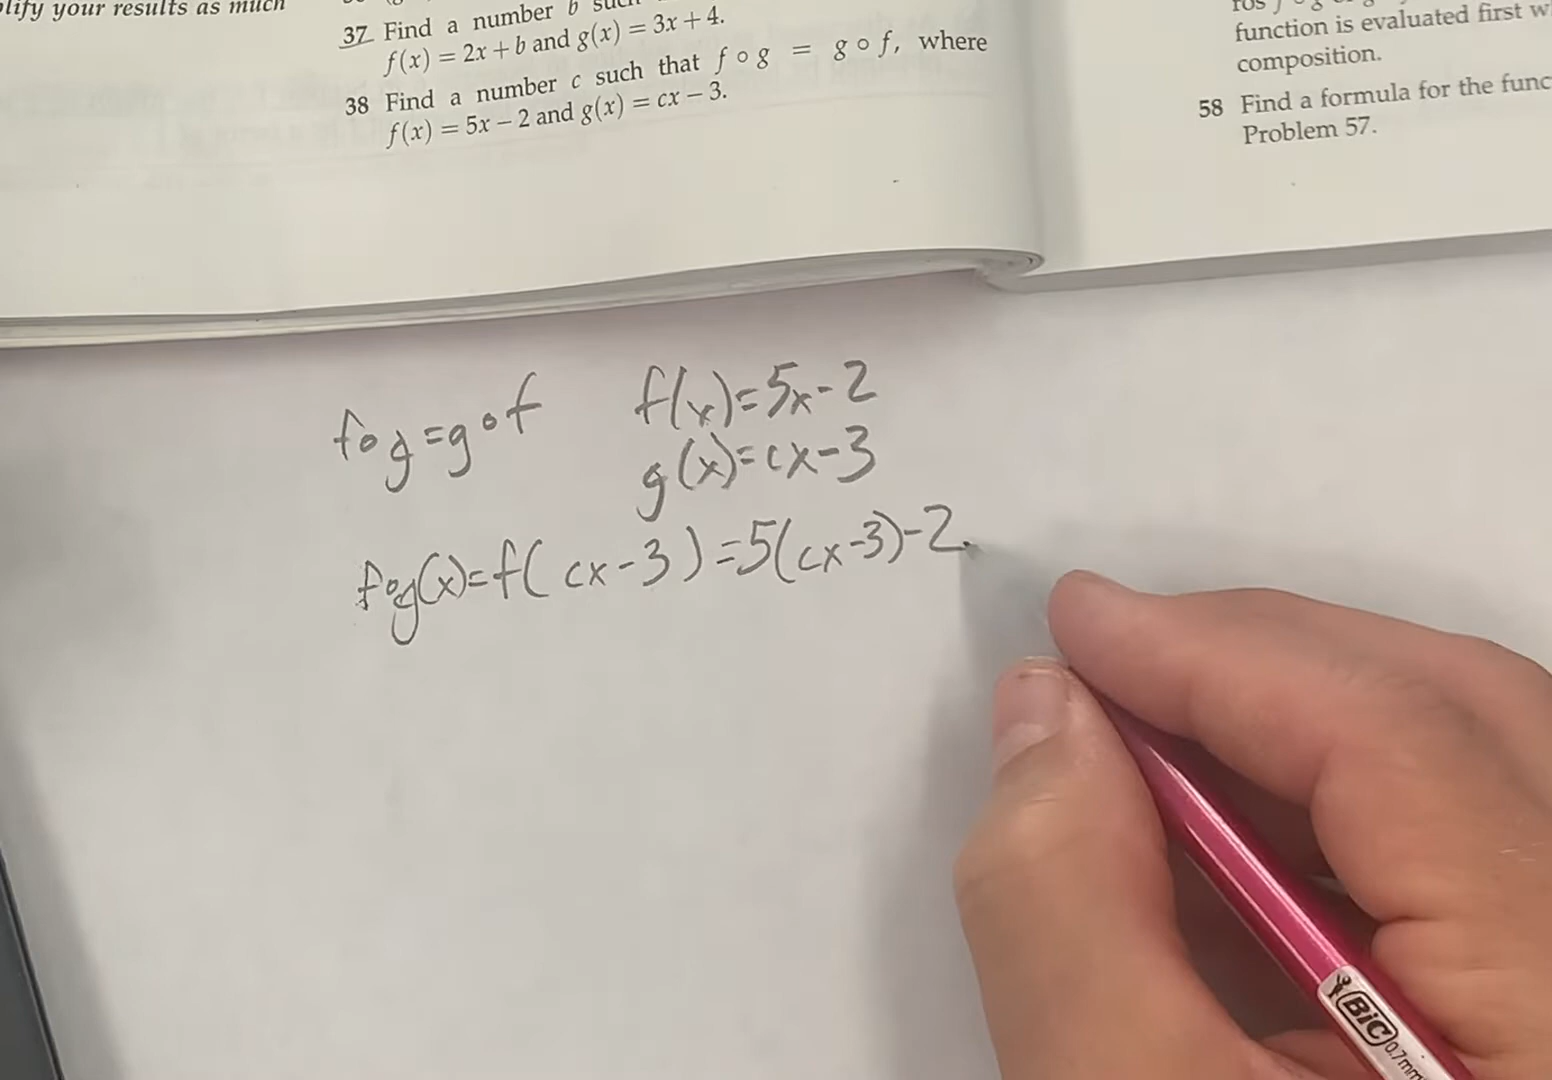 lify your results as much
37 Find a number b such
f(x) = 2x + b and g(x) = 3x + 4.
38 Find a number c such that f ∘ g = g ∘ f, where
f(x) = 5x − 2 and g(x) = cx − 3.
function is evaluated first w
composition.
58 Find a formula for the func
Problem 57.
f∘g=g∘f f(x)=5x-2
g(x)=cx-3
f∘g(x)=f(cx-3)=5(cx-3)-2
BiC 0.7mm